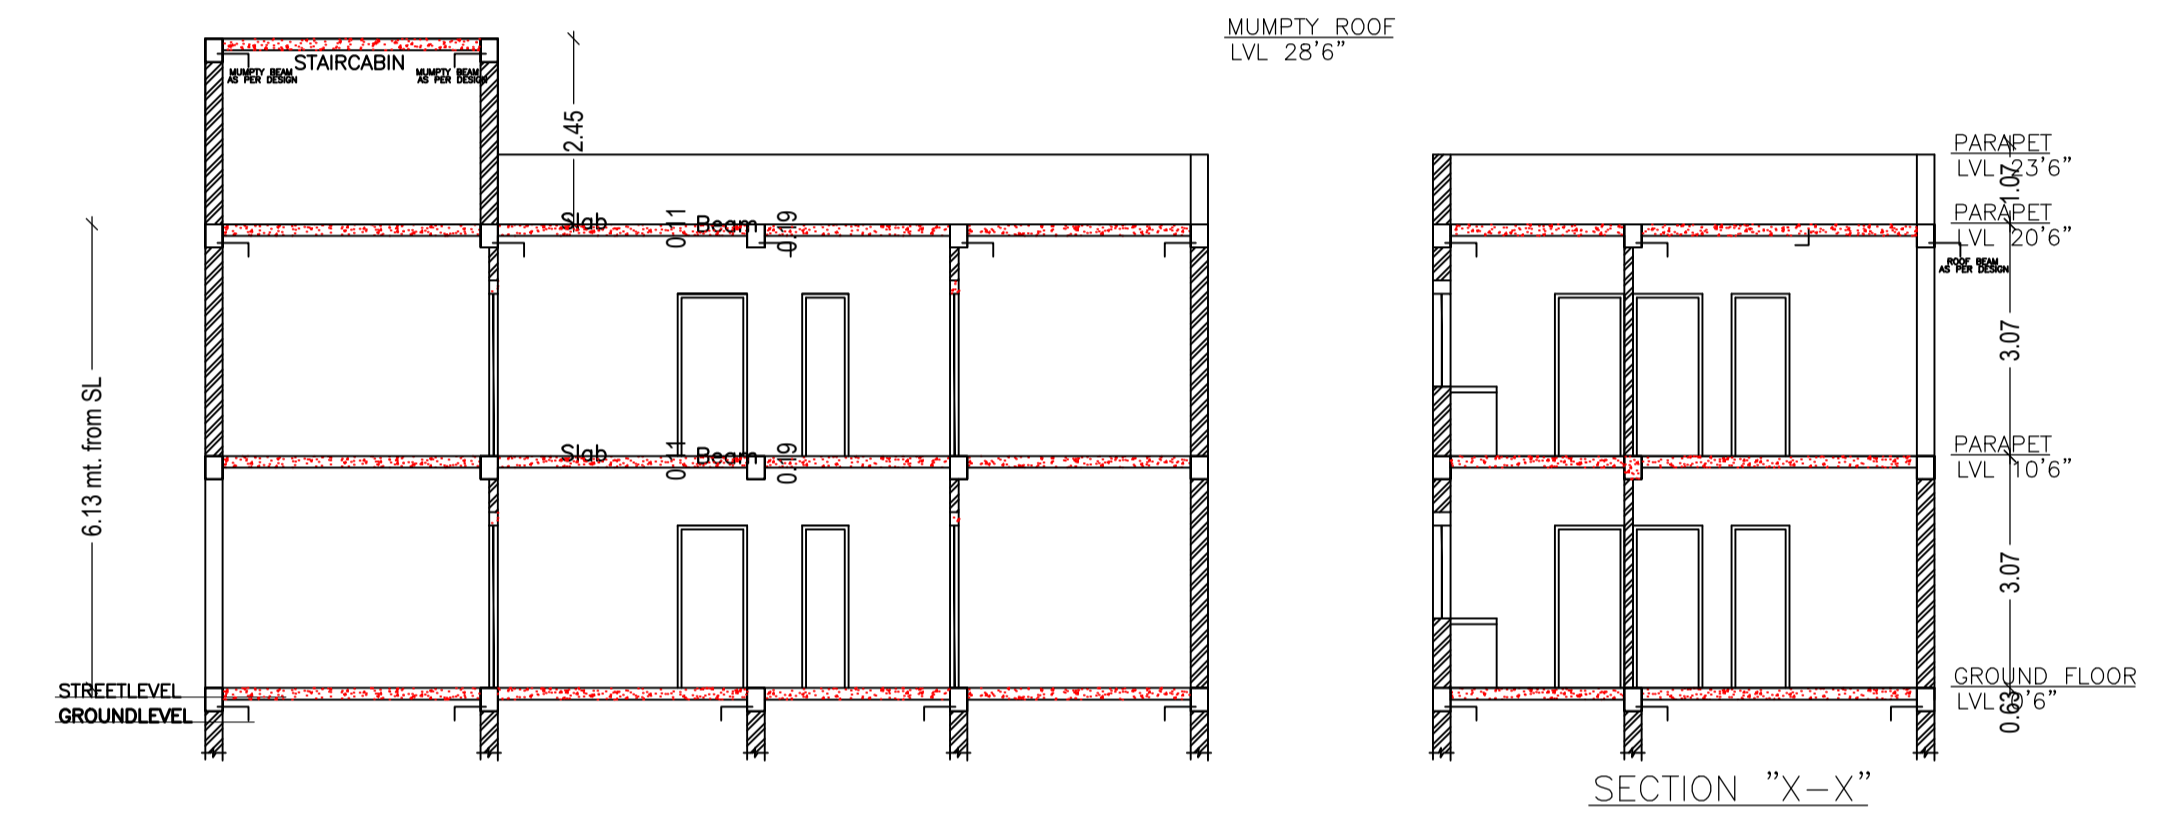 MUMPTY ROOF
LVL 28'6"
STAIRCABIN
MUMPTY BEAM
AS PER DESIGN
MUMPTY BEAM
AS PER DESIGN
2.45
PARAPET
LVL 23'6"
1.07
Slab
0.11
Beam
0.19
PARAPET
LVL 20'6"
ROOF BEAM
AS PER DESIGN
3.07
6.13 mt. from SL
Slab
0.11
Beam
0.19
PARAPET
LVL 10'6"
3.07
STREETLEVEL
GROUNDLEVEL
GROUND FLOOR
LVL 0'6"
0.63
SECTION "X-X"